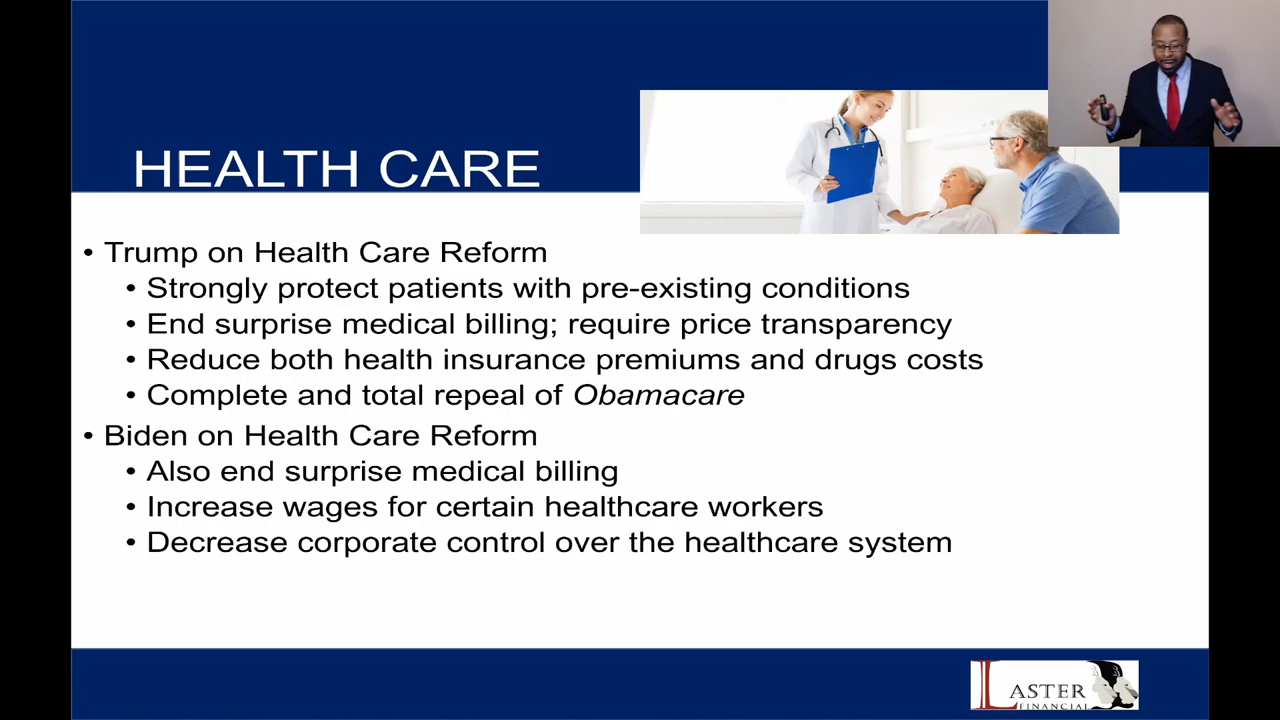 HEALTH CARE
• Trump on Health Care Reform
• Strongly protect patients with pre-existing conditions
• End surprise medical billing; require price transparency
• Reduce both health insurance premiums and drugs costs
• Complete and total repeal of Obamacare
• Biden on Health Care Reform
• Also end surprise medical billing
• Increase wages for certain healthcare workers
• Decrease corporate control over the healthcare system
LASTER
FINANCIAL